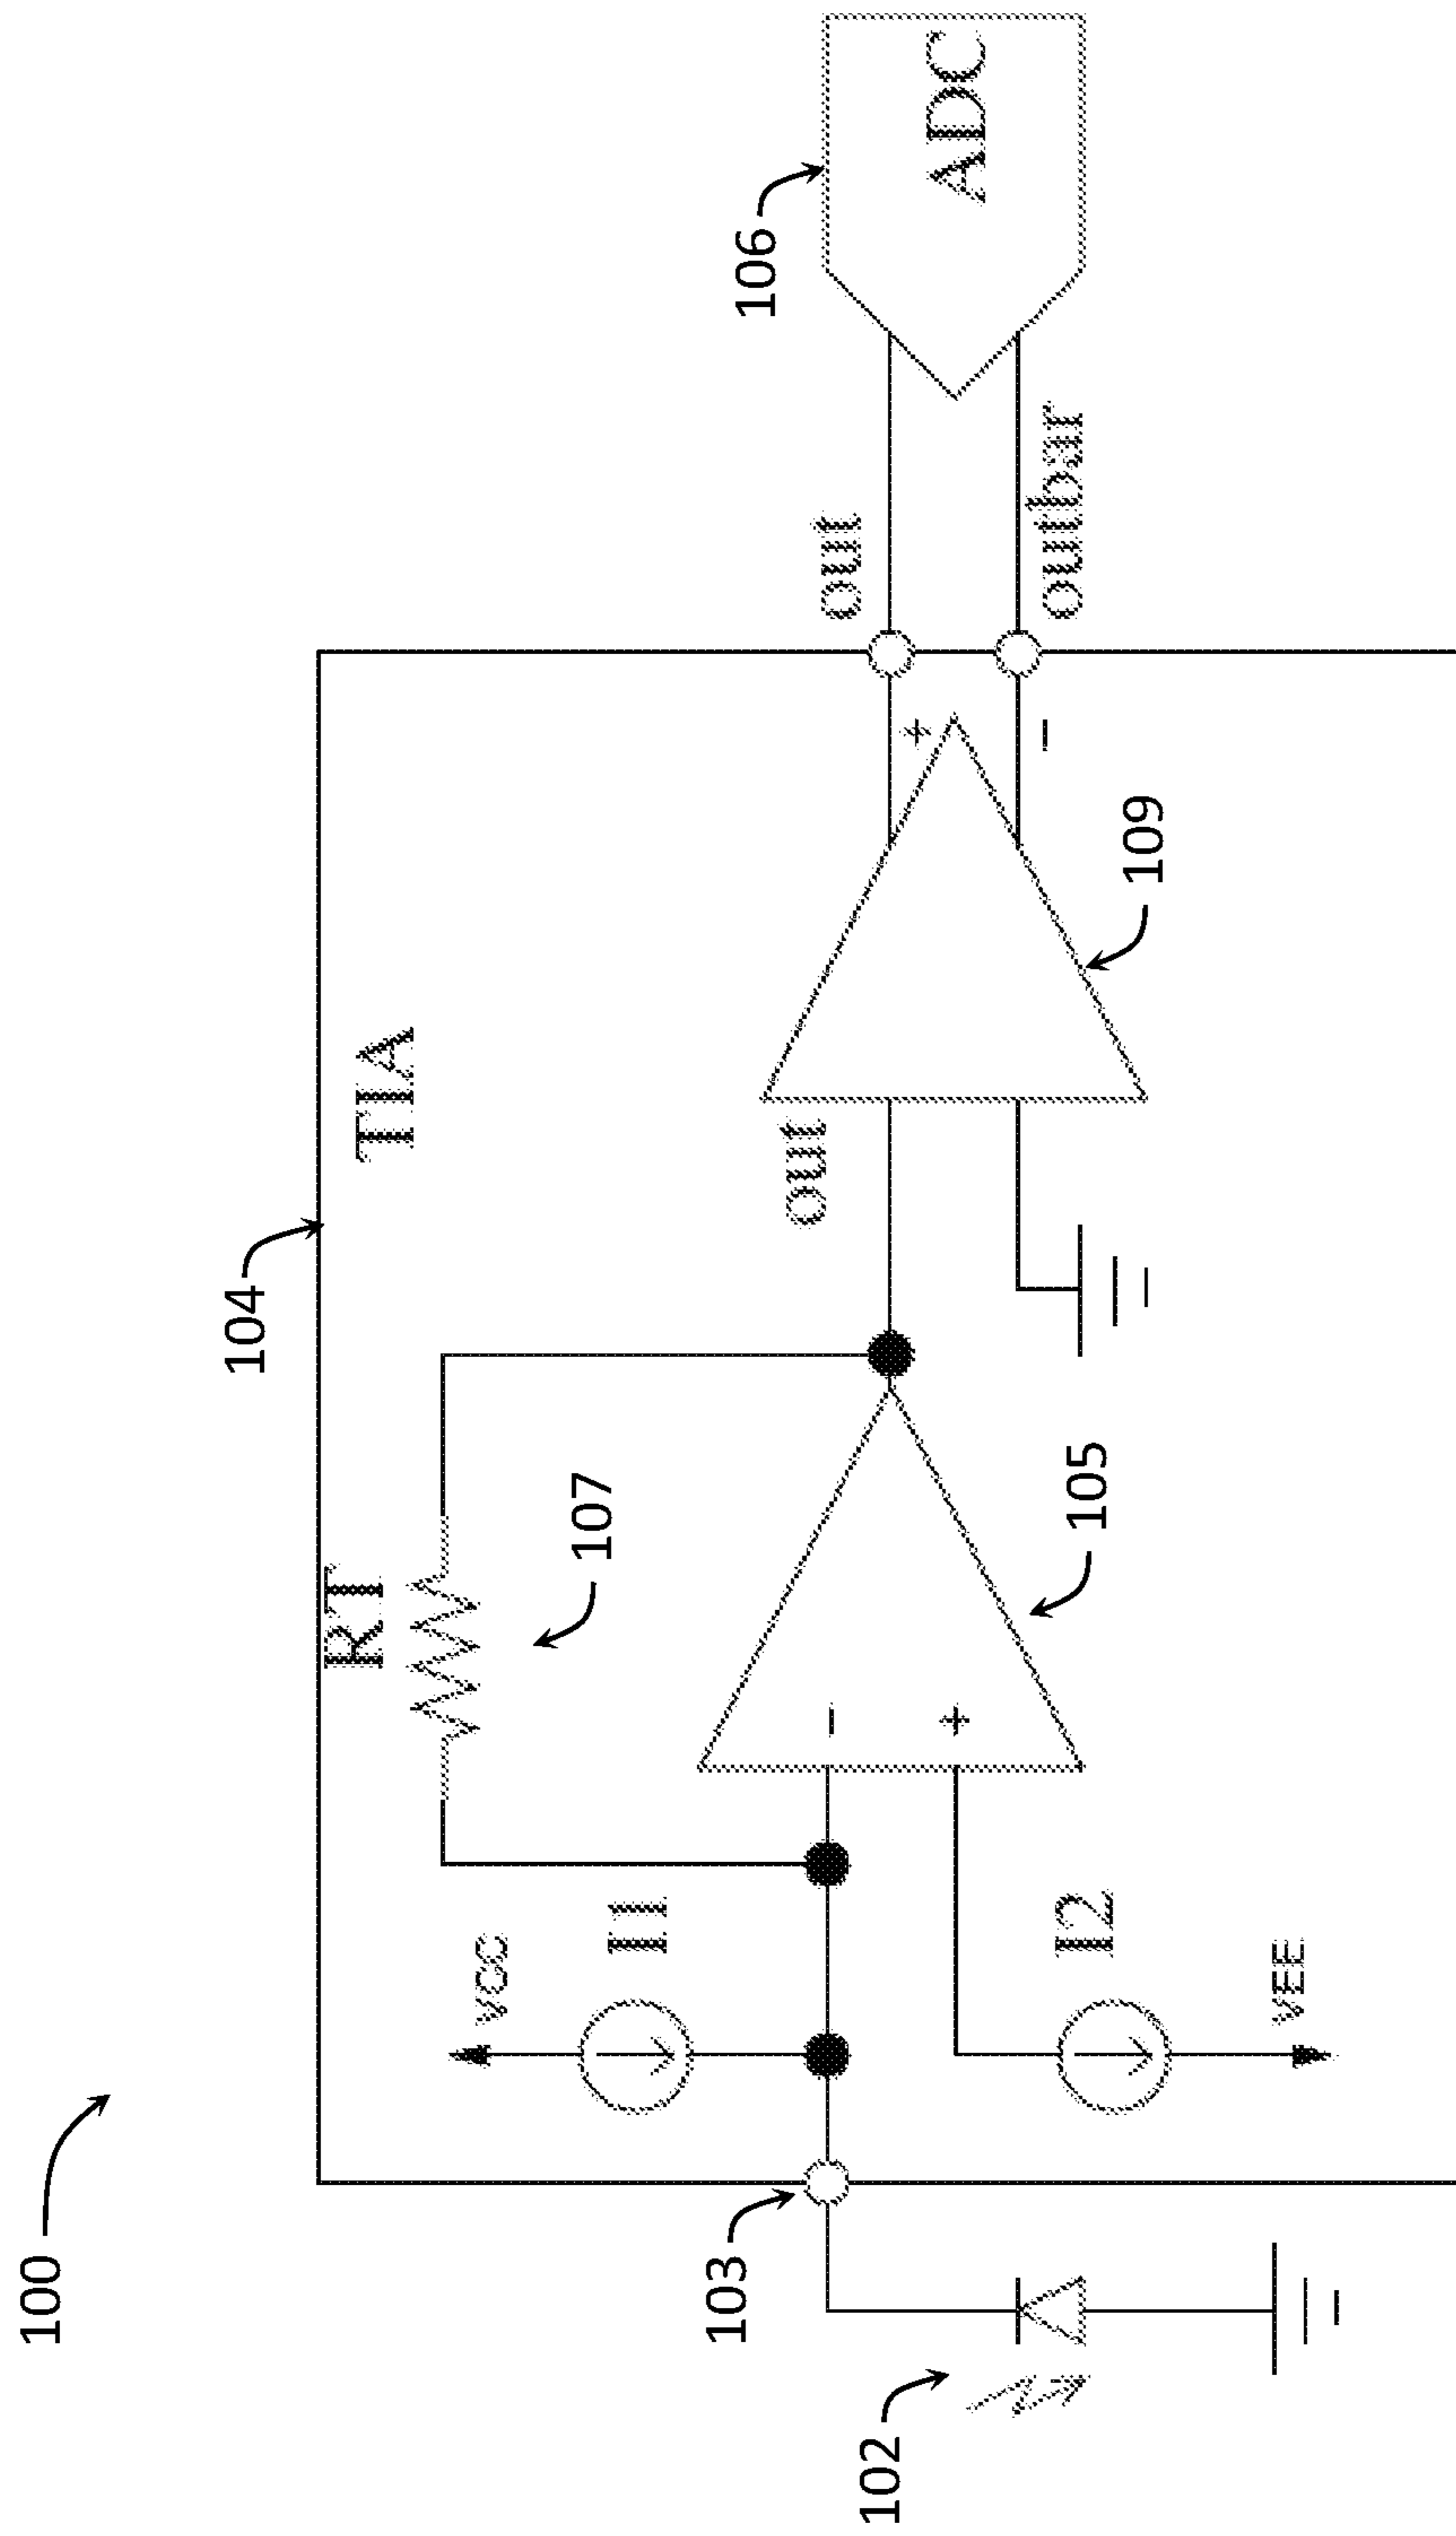 100
104
TIA
RT
107
106
ADC
vCC
I1
103
-
+
105
out
+
-
109
out
outbar
102
I2
vEE